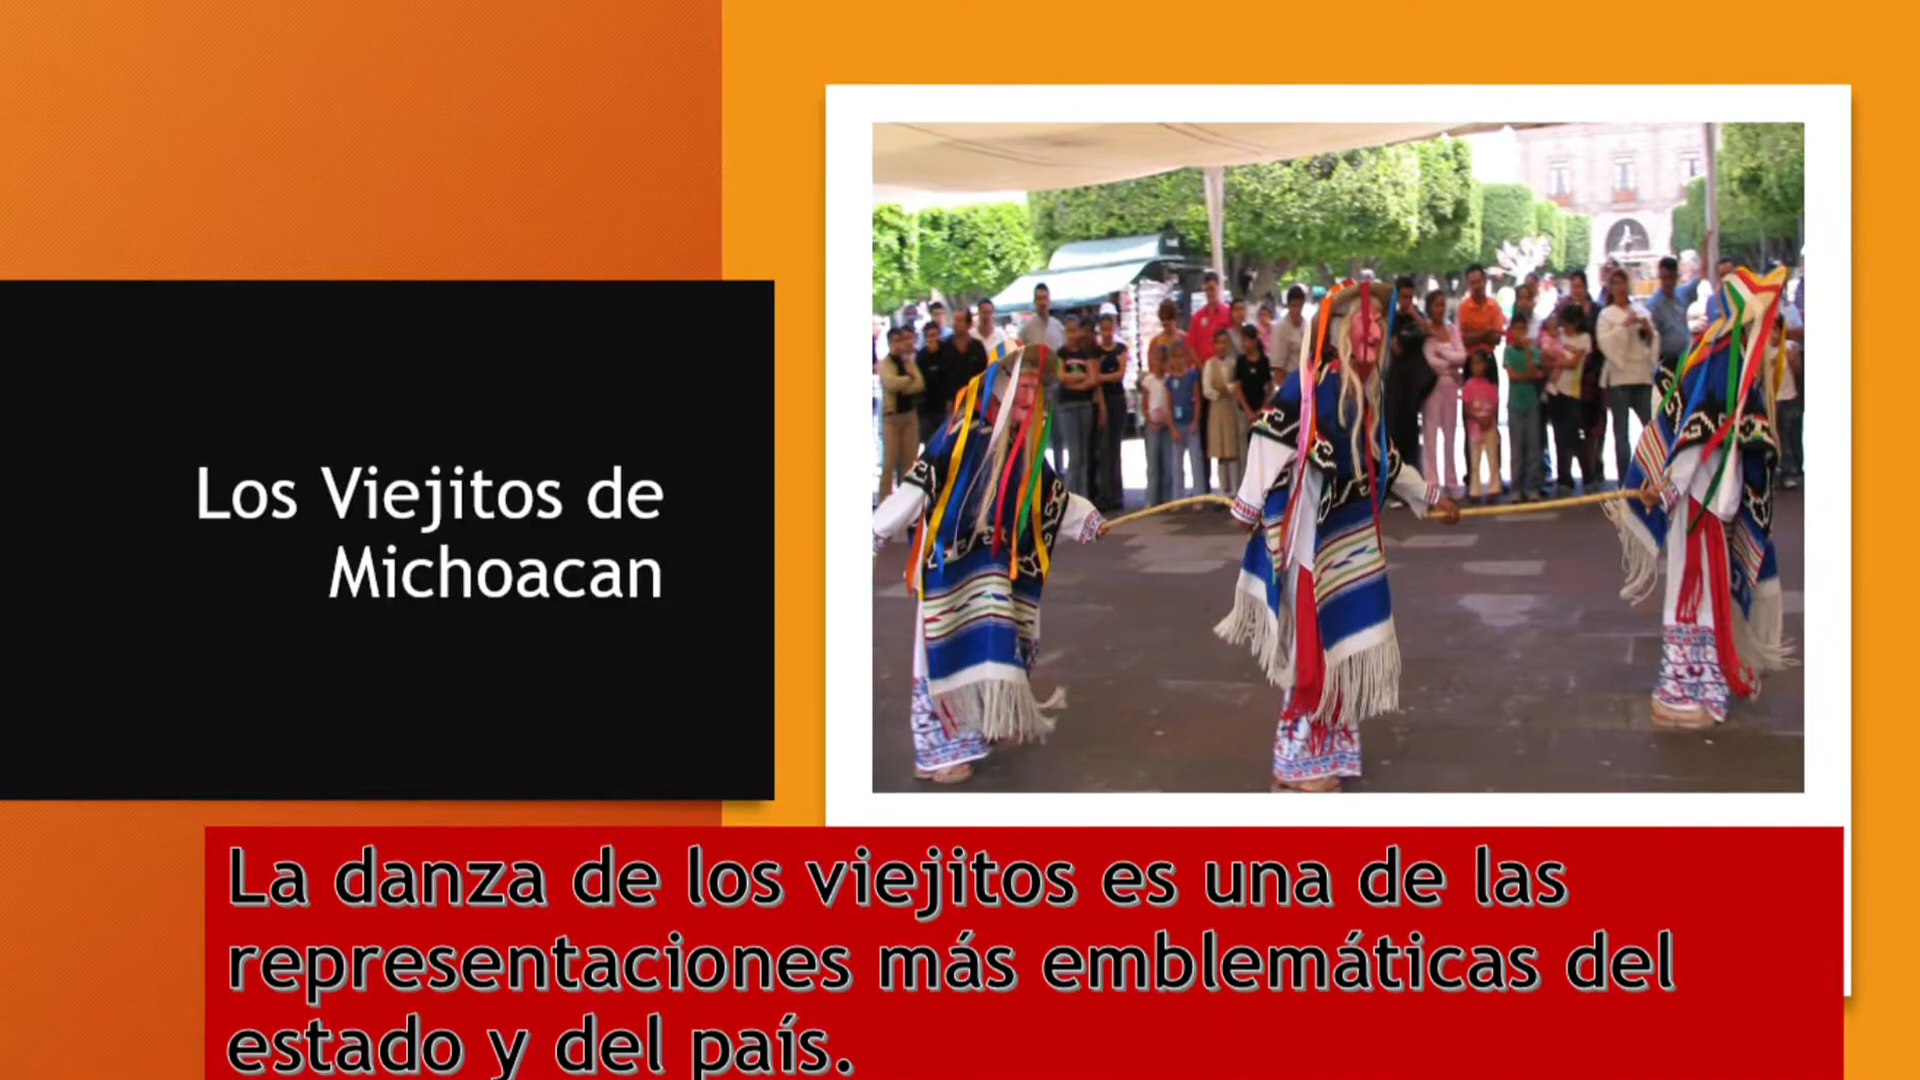 Los Viejitos de
Michoacan
La danza de los viejitos es una de las
representaciones más emblemáticas del
estado y del país.